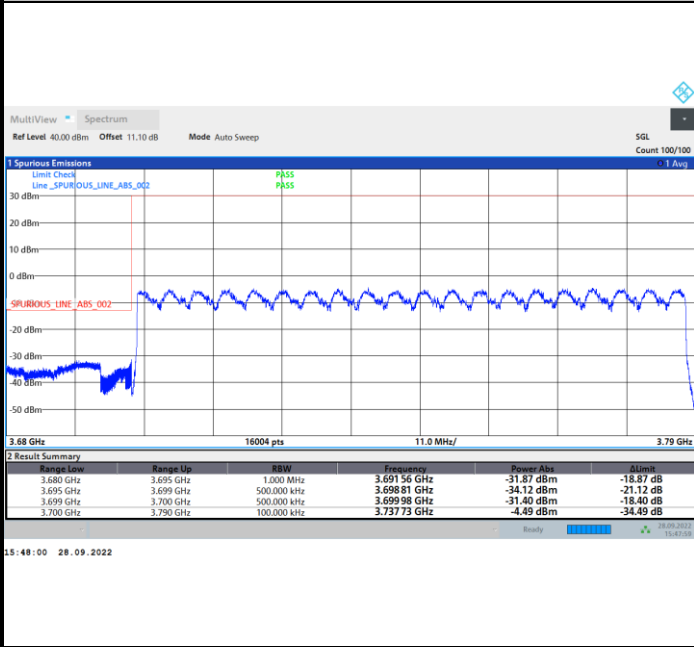 MultiView Spectrum
Ref Level 40.00 dBm Offset 11.10 dB Mode Auto Sweep SGL
Count 100/100
1 Spurious Emissions 1 Avg
Limit Check PASS
Line _SPURIOUS_LINE_ABS_002 PASS
30 dBm
20 dBm
10 dBm
0 dBm
SPURIOUS_LINE_ABS_002
-20 dBm
-30 dBm
-40 dBm
-50 dBm
3.68 GHz 16004 pts 11.0 MHz/ 3.79 GHz
2 Result Summary
Range Low Range Up RBW Frequency Power Abs ΔLimit
3.680 GHz 3.695 GHz 1.000 MHz 3.691 56 GHz -31.87 dBm -18.87 dB
3.695 GHz 3.699 GHz 500.000 kHz 3.698 81 GHz -34.12 dBm -21.12 dB
3.699 GHz 3.700 GHz 500.000 kHz 3.699 98 GHz -31.40 dBm -18.40 dB
3.700 GHz 3.790 GHz 100.000 kHz 3.737 73 GHz -4.49 dBm -34.49 dB
Ready 28.09.2022
15:47:59
15:48:00 28.09.2022